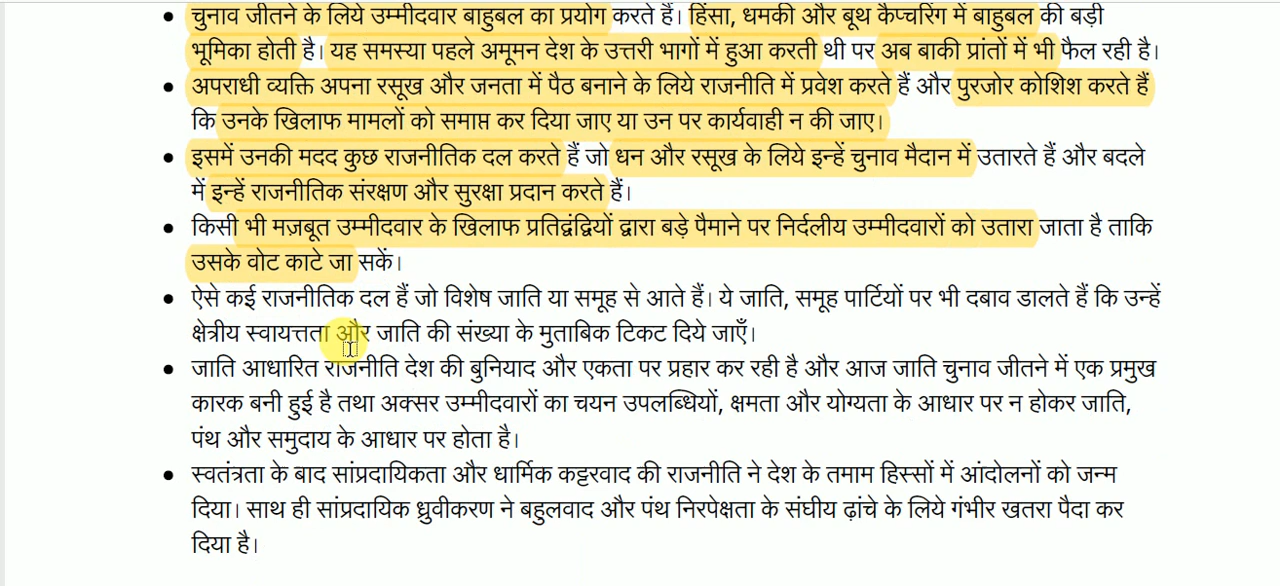 चुनाव जीतने के लिये उम्मीदवार बाहुबल का प्रयोग करते हैं। हिंसा, धमकी और बूथ कैप्चरिंग में बाहुबल की बड़ी
भूमिका होती है। यह समस्या पहले अमूमन देश के उत्तरी भागों में हुआ करती थी पर अब बाकी प्रांतों में भी फैल रही है।
अपराधी व्यक्ति अपना रसूख और जनता में पैठ बनाने के लिये राजनीति में प्रवेश करते हैं और पुरजोर कोशिश करते हैं
कि उनके खिलाफ मामलों को समाप्त कर दिया जाए या उन पर कार्यवाही न की जाए।
इसमें उनकी मदद कुछ राजनीतिक दल करते हैं जो धन और रसूख के लिये इन्हें चुनाव मैदान में उतारते हैं और बदले
में इन्हें राजनीतिक संरक्षण और सुरक्षा प्रदान करते हैं।
किसी भी मज़बूत उम्मीदवार के खिलाफ प्रतिद्वंद्वियों द्वारा बड़े पैमाने पर निर्दलीय उम्मीदवारों को उतारा जाता है ताकि
उसके वोट काटे जा सकें।
ऐसे कई राजनीतिक दल हैं जो विशेष जाति या समूह से आते हैं। ये जाति, समूह पार्टियों पर भी दबाव डालते हैं कि उन्हें
क्षेत्रीय स्वायत्तता और जाति की संख्या के मुताबिक टिकट दिये जाएँ।
जाति आधारित राजनीति देश की बुनियाद और एकता पर प्रहार कर रही है और आज जाति चुनाव जीतने में एक प्रमुख
कारक बनी हुई है तथा अक्सर उम्मीदवारों का चयन उपलब्धियों, क्षमता और योग्यता के आधार पर न होकर जाति,
पंथ और समुदाय के आधार पर होता है।
स्वतंत्रता के बाद सांप्रदायिकता और धार्मिक कट्टरवाद की राजनीति ने देश के तमाम हिस्सों में आंदोलनों को जन्म
दिया। साथ ही सांप्रदायिक ध्रुवीकरण ने बहुलवाद और पंथ निरपेक्षता के संघीय ढ़ांचे के लिये गंभीर खतरा पैदा कर
दिया है।